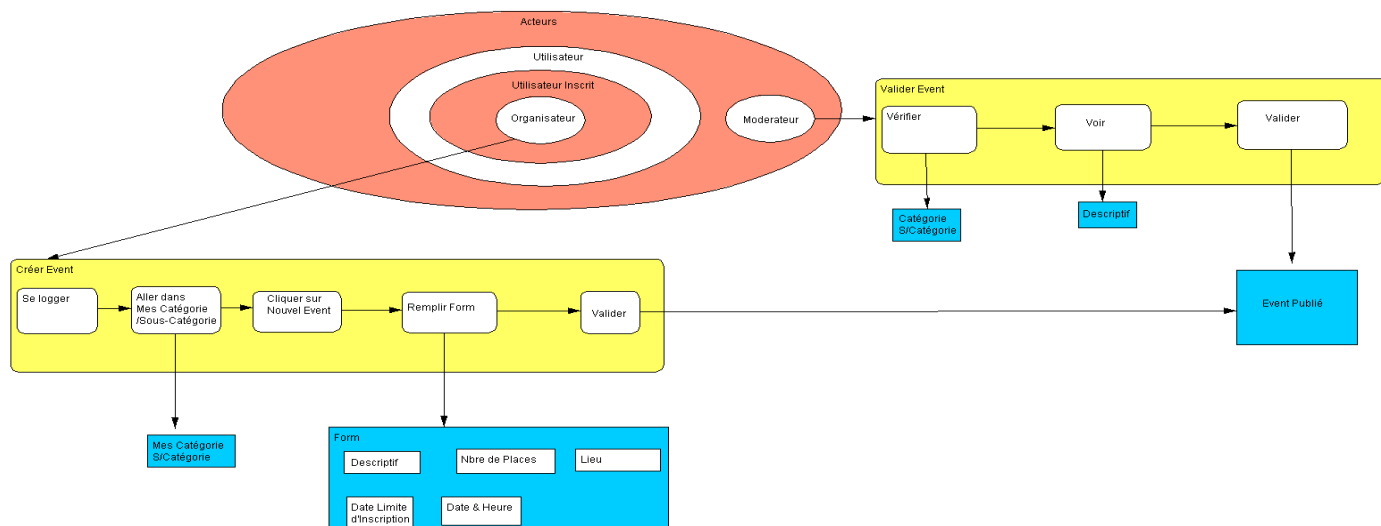 Acteurs
Utilisateur
Utilisateur Inscrit
Organisateur
Moderateur
Valider Event
Vérifier
Voir
Valider
Catégorie
S/Catégorie
Descriptif
Event Publié
Créer Event
Se logger
Aller dans
Mes Catégorie
/Sous-Catégorie
Cliquer sur
Nouvel Event
Remplir Form
Valider
Mes Catégorie
S/Catégorie
Form
Descriptif
Nbre de Places
Lieu
Date Limite
d'Inscription
Date & Heure